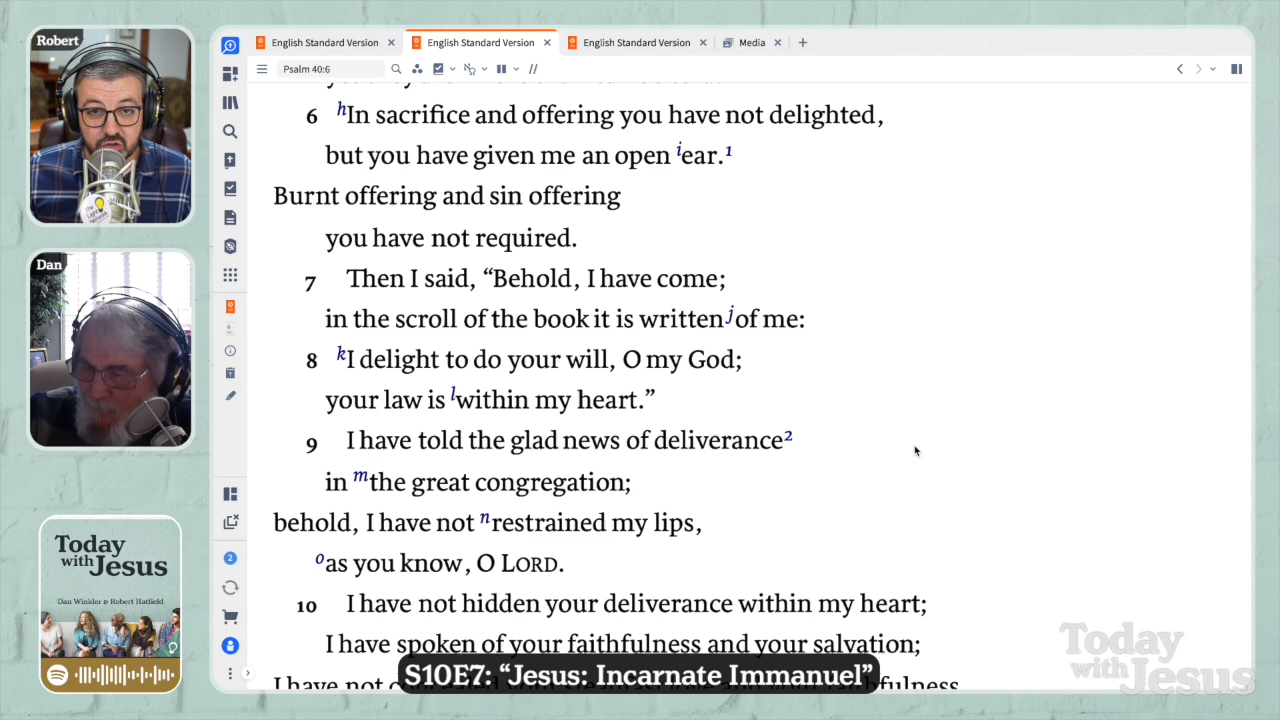 Robert
Dan
The Light Network
Today
with Jesus
Dan Winkler & Robert Hatfield
English Standard Version
English Standard Version
English Standard Version
Media
Psalm 40:6
6 hIn sacrifice and offering you have not delighted,
but you have given me an open iear.1
Burnt offering and sin offering
you have not required.
7 Then I said, “Behold, I have come;
in the scroll of the book it is written jof me:
8 kI delight to do your will, O my God;
your law is lwithin my heart.”
9 I have told the glad news of deliverance2
in mthe great congregation;
behold, I have not nrestrained my lips,
oas you know, O LORD.
10 I have not hidden your deliverance within my heart;
I have spoken of your faithfulness and your salvation;
2
S10E7: “Jesus: Incarnate Immanuel”
Today
with Jesus